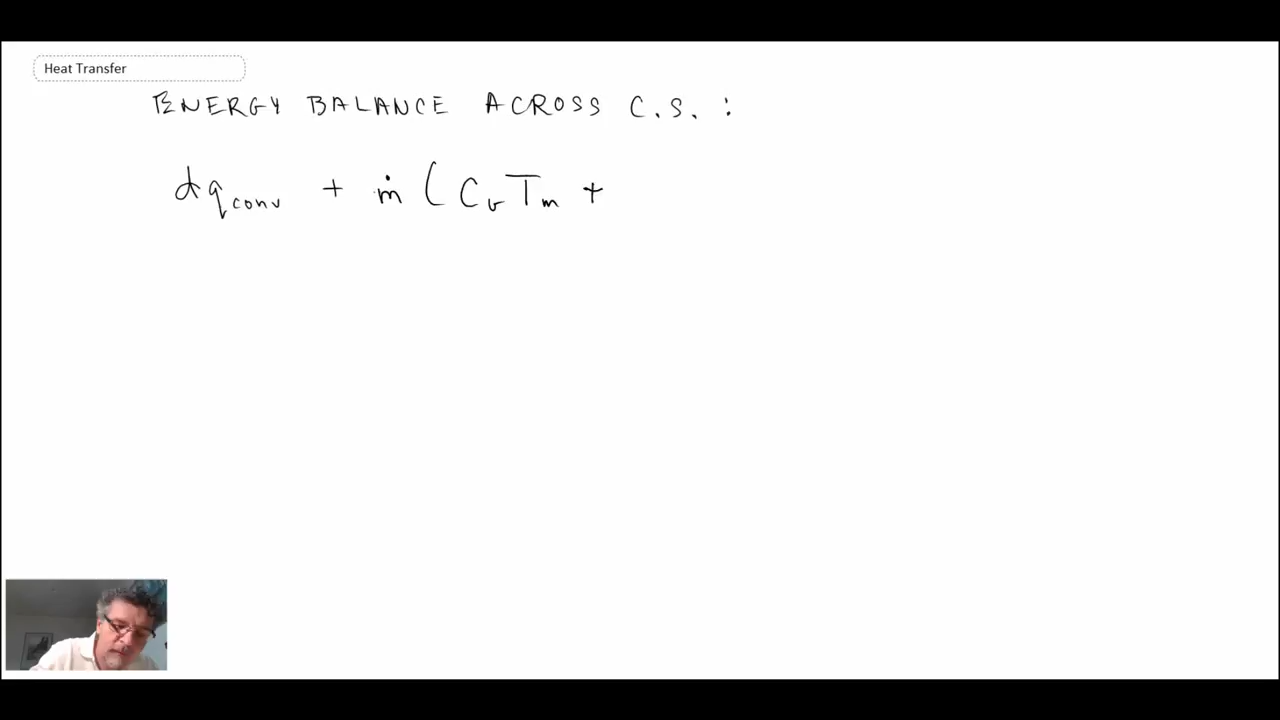 Heat Transfer
ENERGY BALANCE ACROSS C.S. :
dq_conv + ṁ ( C_v T_m +